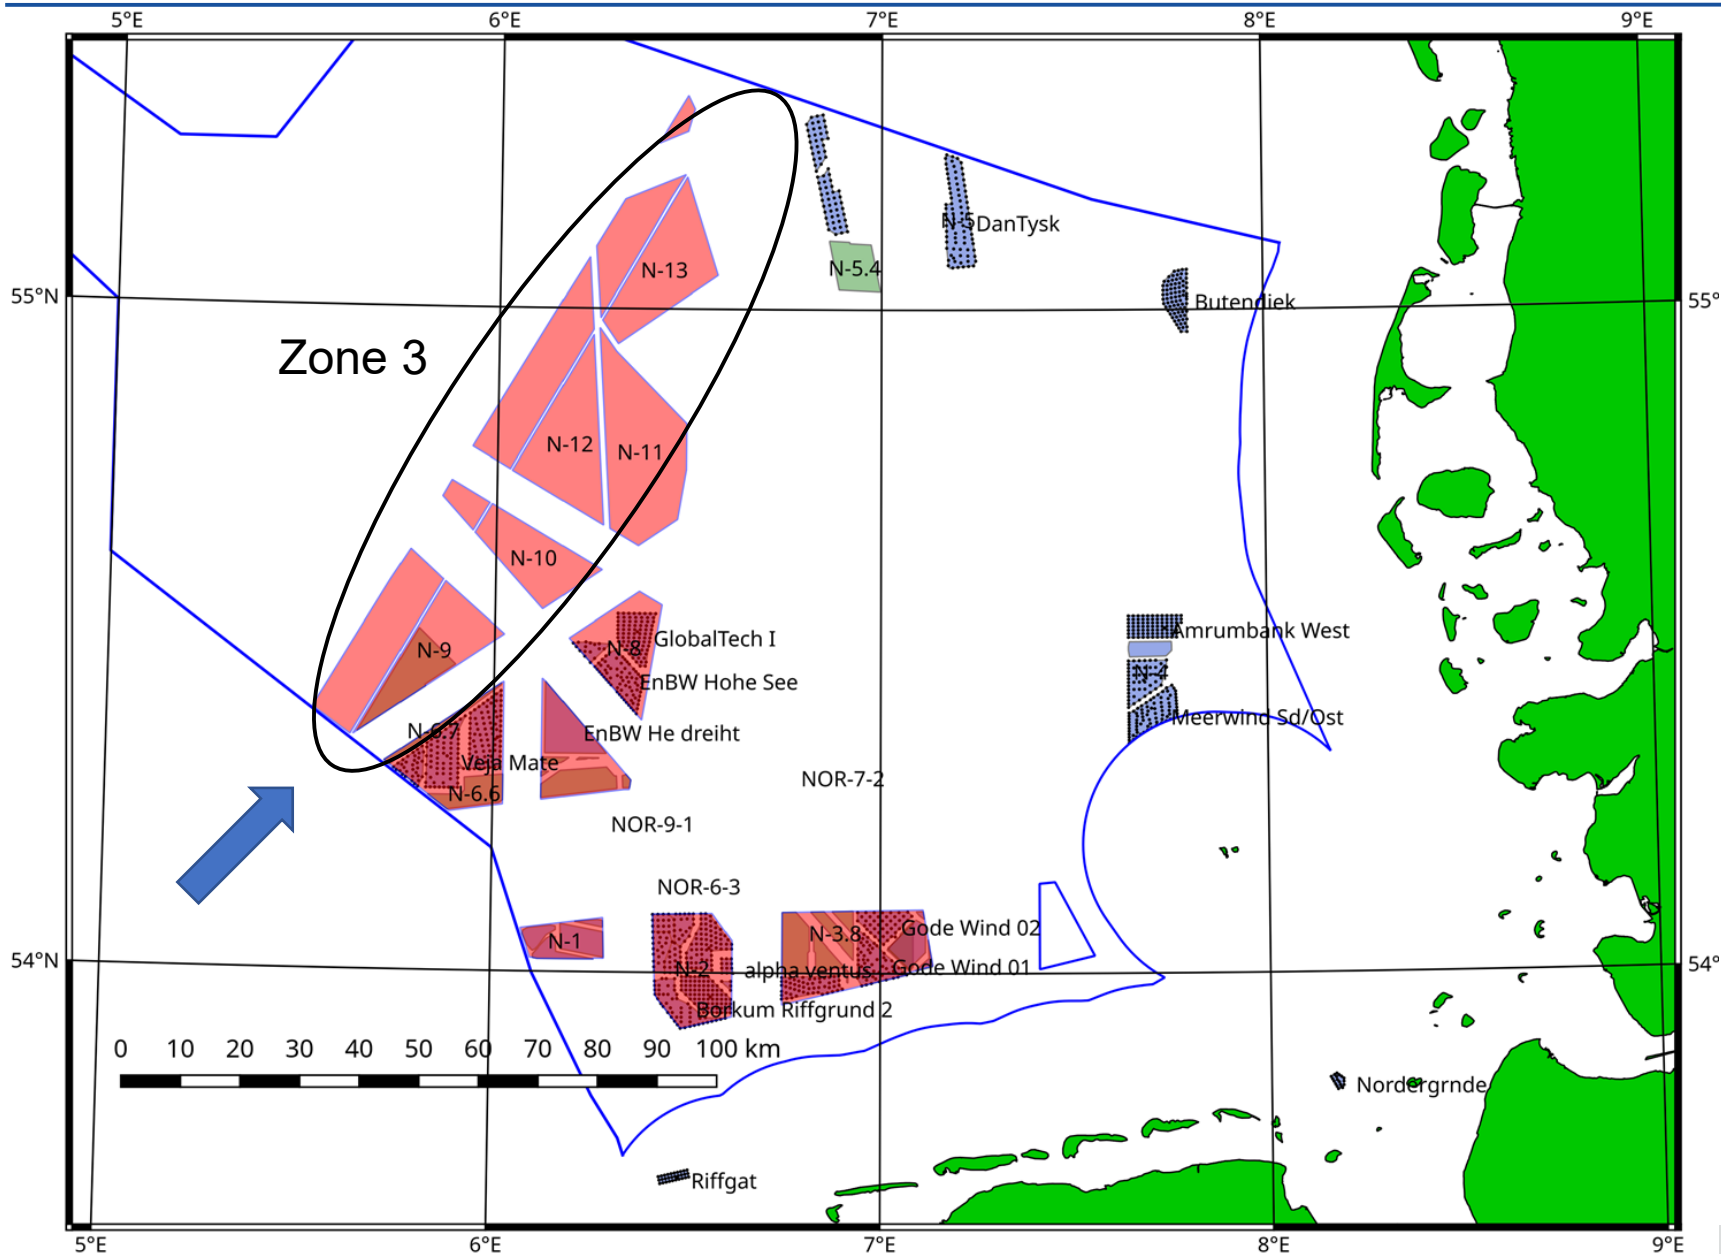 5°E 6°E 7°E 8°E 9°E
N-5 DanTysk
N-13
N-5.4
55°N 55°
Butendiek
Zone 3
N-12
N-11
N-10
Amrumbank West
GlobalTech I
N-9
N-8
N-4
EnBW Hohe See
Meerwind Sd/Ost
N-6.7
EnBW He dreiht
Veja Mate
NOR-7-2
N-6.6
NOR-9-1
NOR-6-3
Gode Wind 02
N-3.8
N-1
54°N 54°
N-2
alpha ventus
Gode Wind 01
Borkum Riffgrund 2
0 10 20 30 40 50 60 70 80 90 100 km
Nordergrnde
Riffgat
5°E 6°E 7°E 8°E 9°E